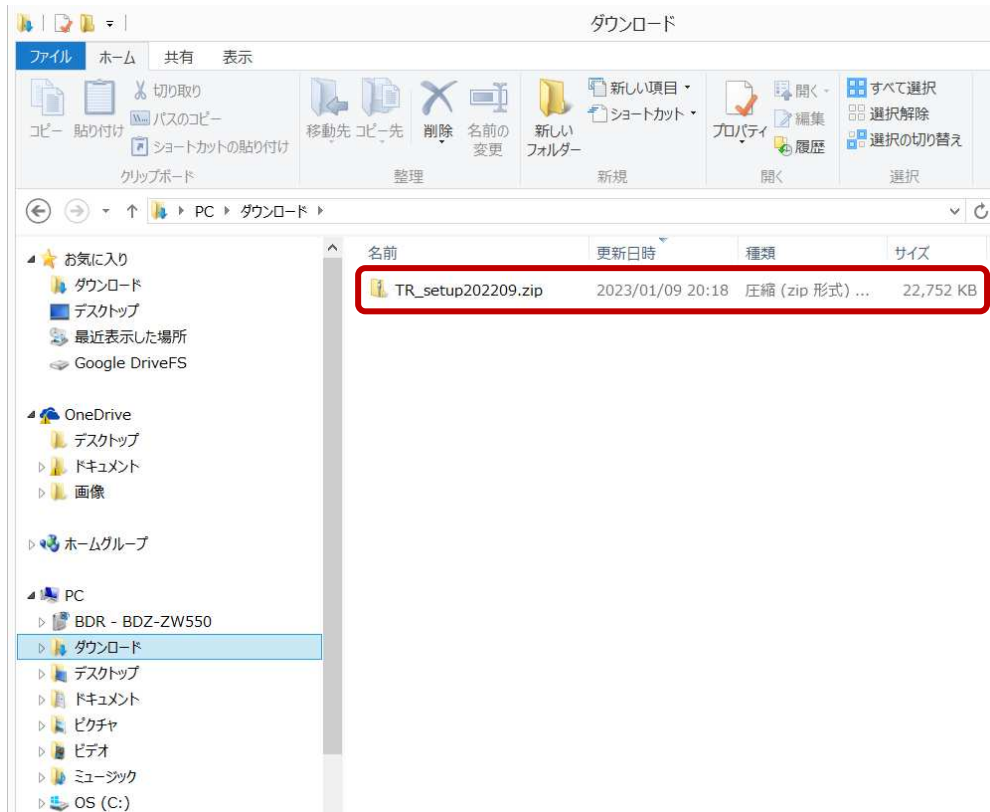 ダウンロード
ファイル ホーム 共有 表示
コピー 貼り付け 切り取り
パスのコピー
ショートカットの貼り付け
クリップボード
移動先 コピー先 削除 名前の変更
整理
新しいフォルダー 新しい項目
ショートカット
新規
プロパティ 開く
編集
履歴
開く
すべて選択
選択解除
選択の切り替え
選択
PC ダウンロード
お気に入り
ダウンロード
デスクトップ
最近表示した場所
Google DriveFS
OneDrive
デスクトップ
ドキュメント
画像
ホームグループ
PC
BDR - BDZ-ZW550
ダウンロード
デスクトップ
ドキュメント
ピクチャ
ビデオ
ミュージック
OS (C:)
名前 更新日時 種類 サイズ
TR_setup202209.zip 2023/01/09 20:18 圧縮 (zip 形式) ... 22,752 KB